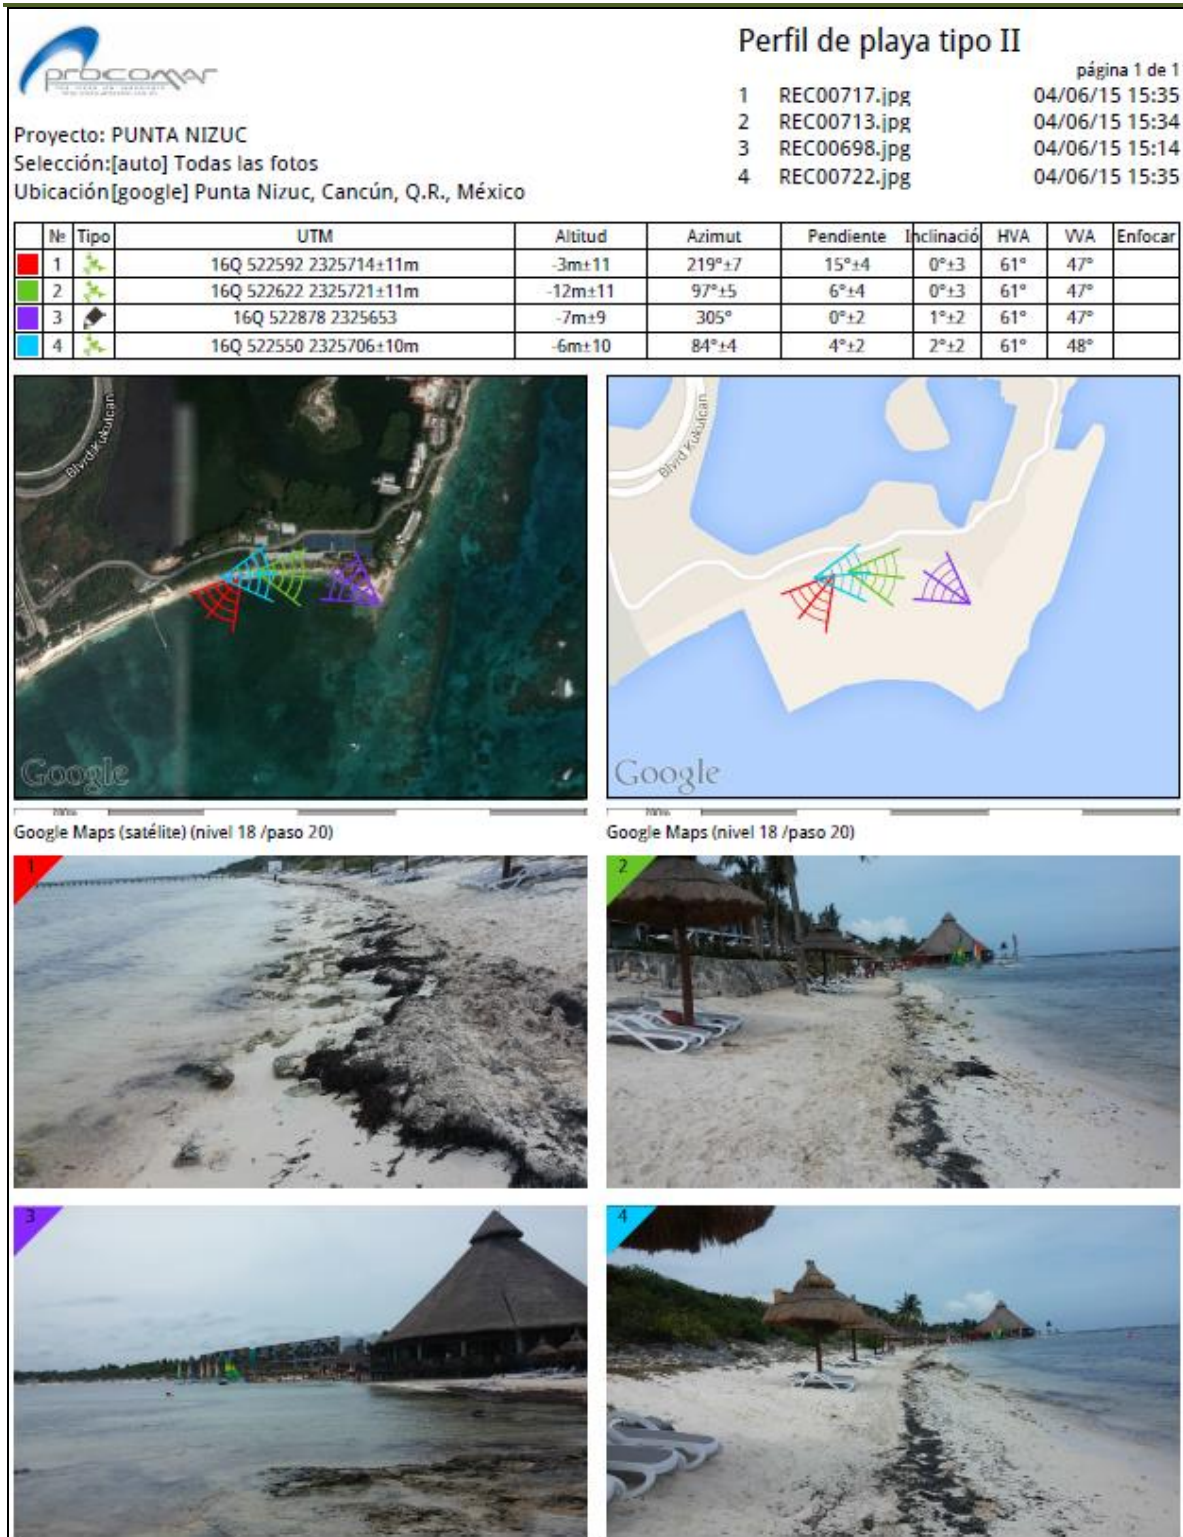 Procomar
Perfil de playa tipo II
página 1 de 1
1 REC00717.jpg 04/06/15 15:35
2 REC00713.jpg 04/06/15 15:34
3 REC00698.jpg 04/06/15 15:14
4 REC00722.jpg 04/06/15 15:35
Proyecto: PUNTA NIZUC
Selección:[auto] Todas las fotos
Ubicación[google] Punta Nizuc, Cancún, Q.R., México
№ Tipo UTM Altitud Azimut Pendiente Inclinació HVA VVA Enfocar
1 16Q 522592 2325714±11m -3m±11 219°±7 15°±4 0°±3 61° 47°
2 16Q 522622 2325721±11m -12m±11 97°±5 6°±4 0°±3 61° 47°
3 16Q 522878 2325653 -7m±9 305° 0°±2 1°±2 61° 47°
4 16Q 522550 2325706±10m -6m±10 84°±4 4°±2 2°±2 61° 48°
Blvrd Kukulcan
Blvrd Kukulcan
Google
Google
Google Maps (satélite) (nivel 18 /paso 20)
Google Maps (nivel 18 /paso 20)
1
2
3
4